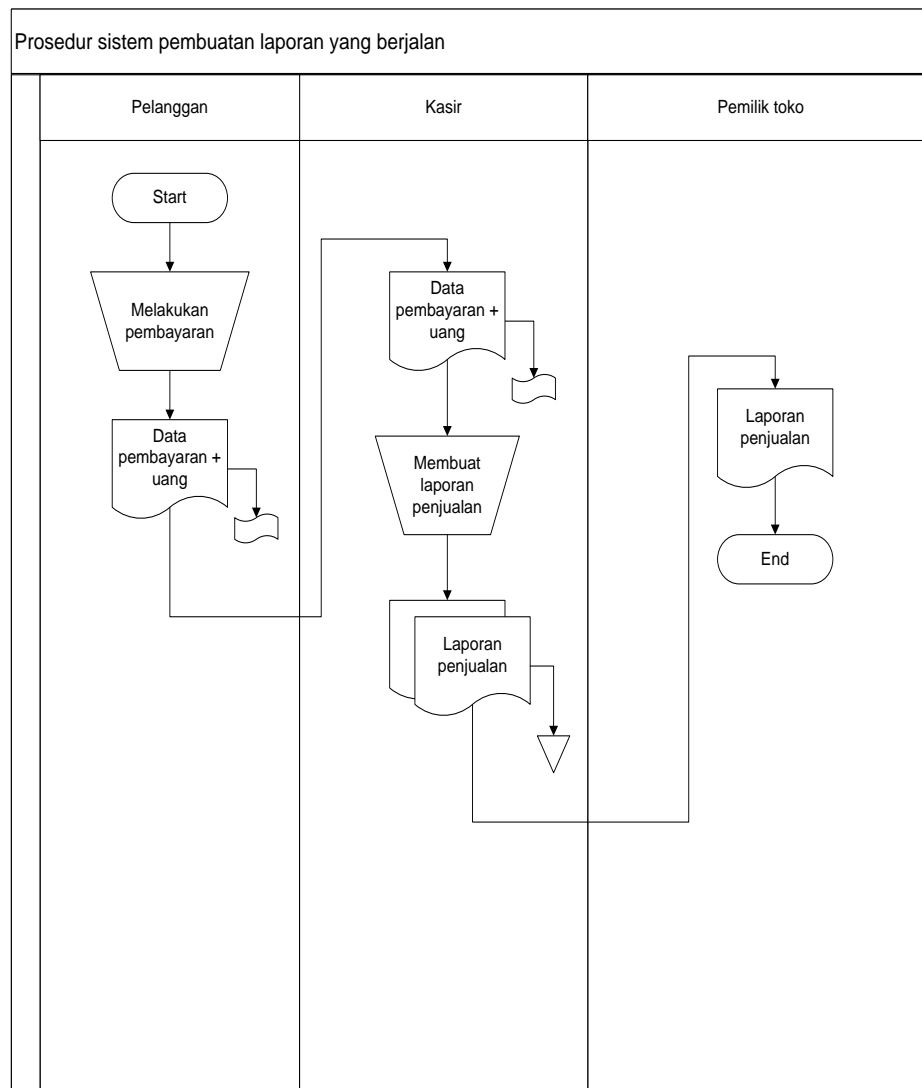 Prosedur sistem pembuatan laporan yang berjalan
Pelanggan
Kasir
Pemilik toko
Start
Melakukan
pembayaran
Data
pembayaran +
uang
Data
pembayaran +
uang
Membuat
laporan
penjualan
Laporan
penjualan
Laporan
penjualan
End